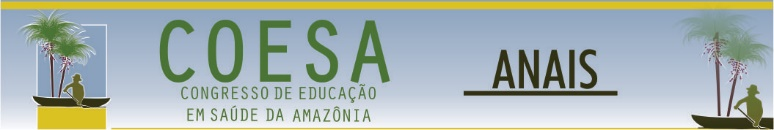 COESA
CONGRESSO DE EDUCAÇÃO
EM SAÚDE DA AMAZÔNIA
ANAIS